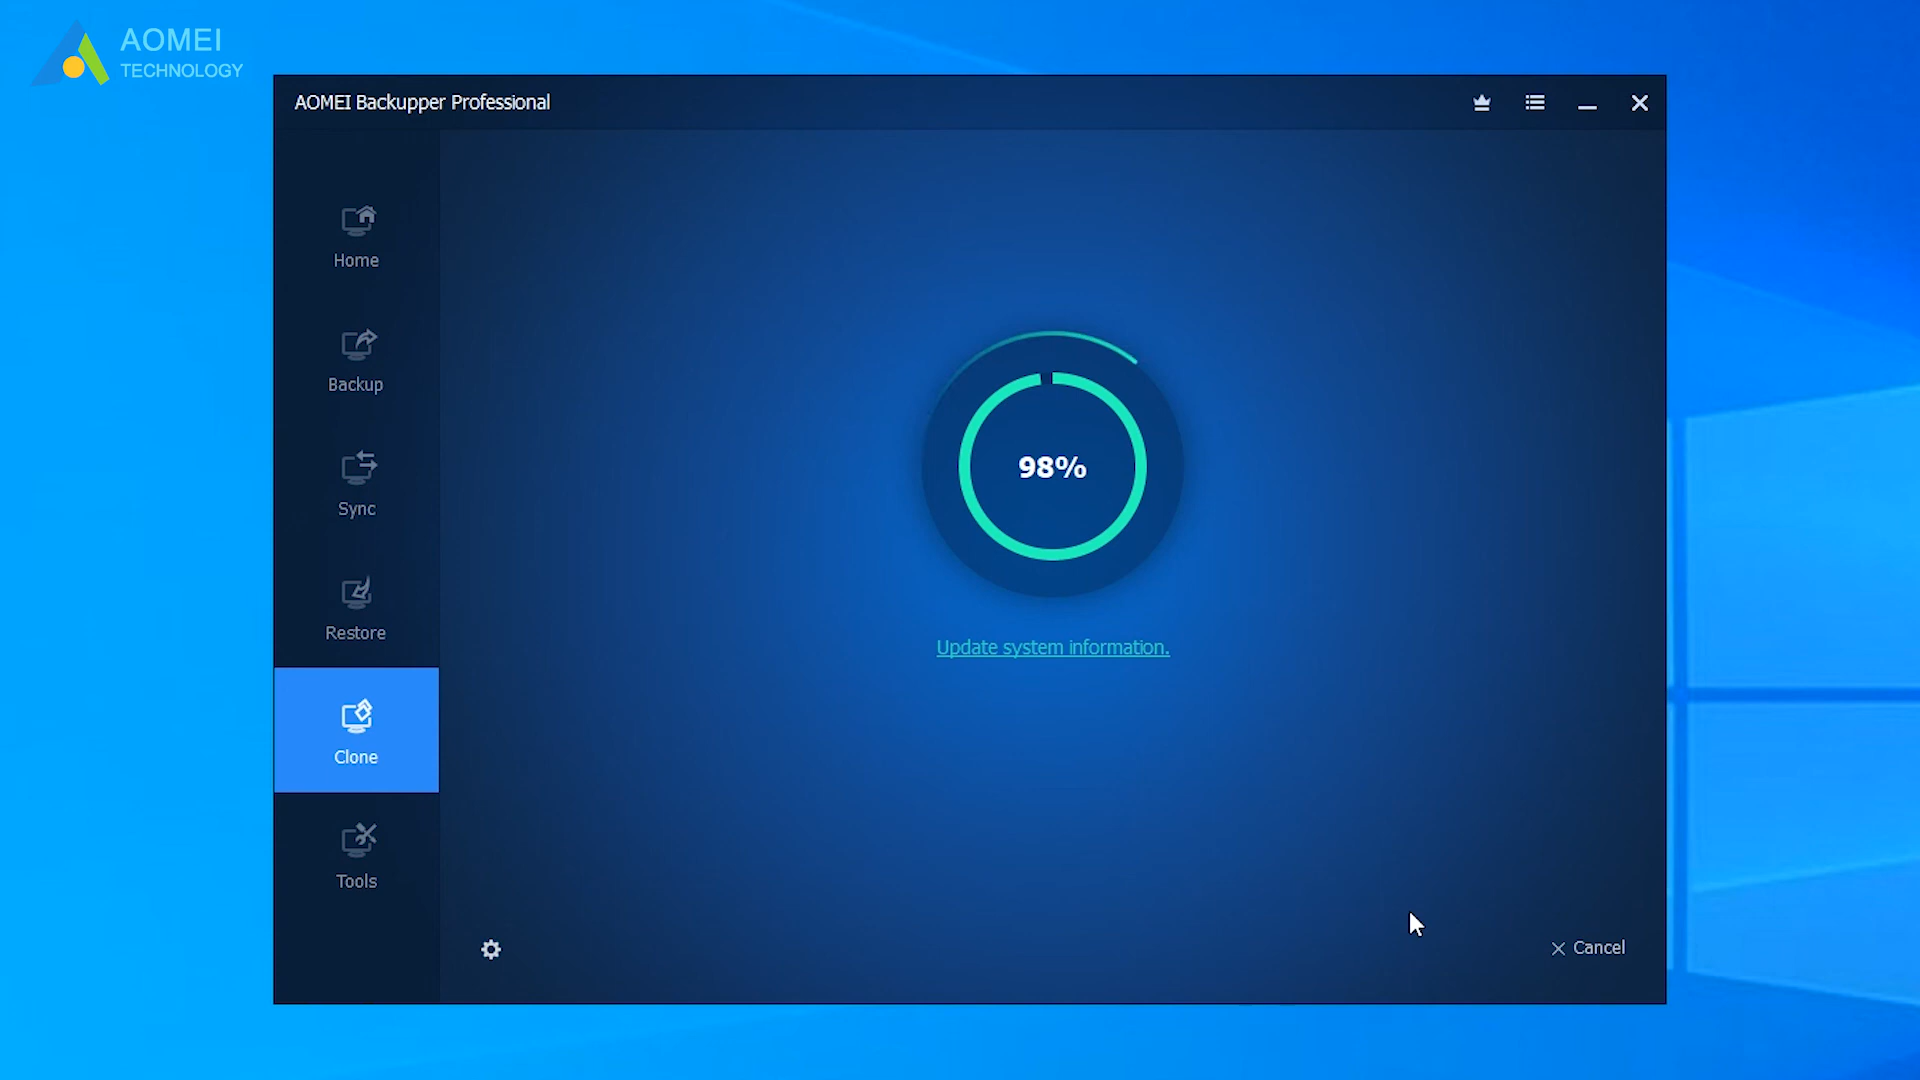 AOMEI
TECHNOLOGY
AOMEI Backupper Professional
Home
Backup
Sync
Restore
Clone
Tools
98%
Update system information.
Cancel